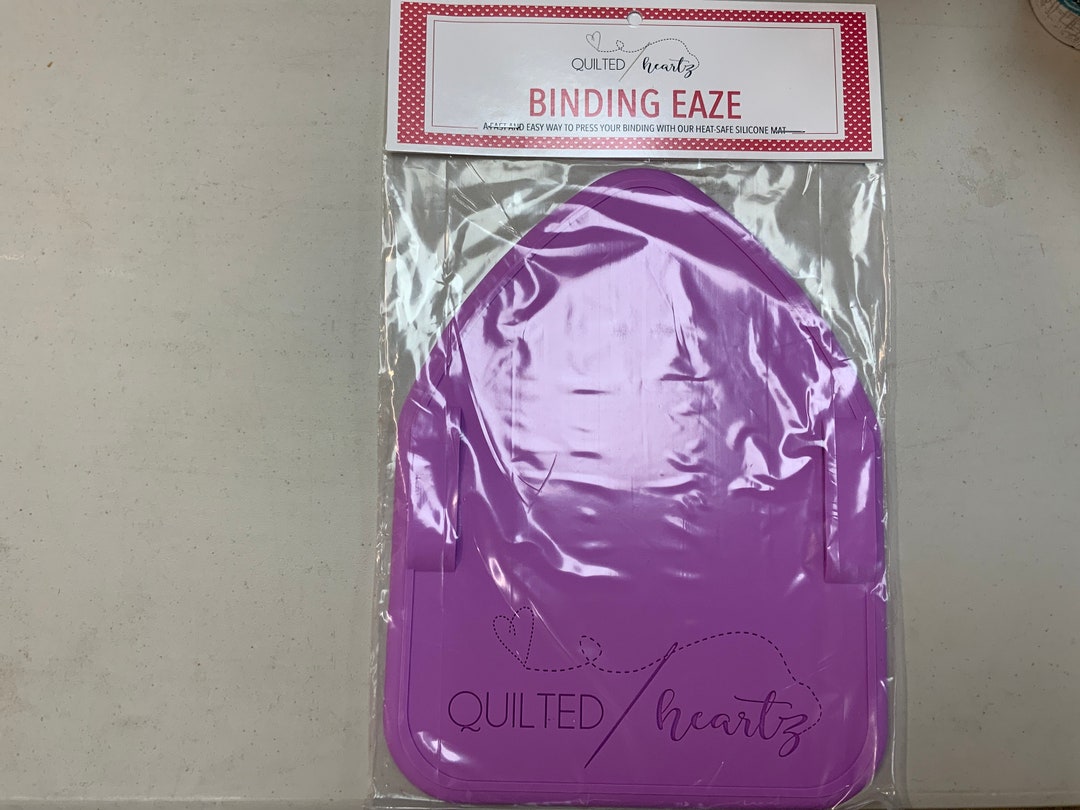 QUILTED heartz
BINDING EAZE
A FAST AND EASY WAY TO PRESS YOUR BINDING WITH OUR HEAT-SAFE SILICONE MAT
QUILTED heartz